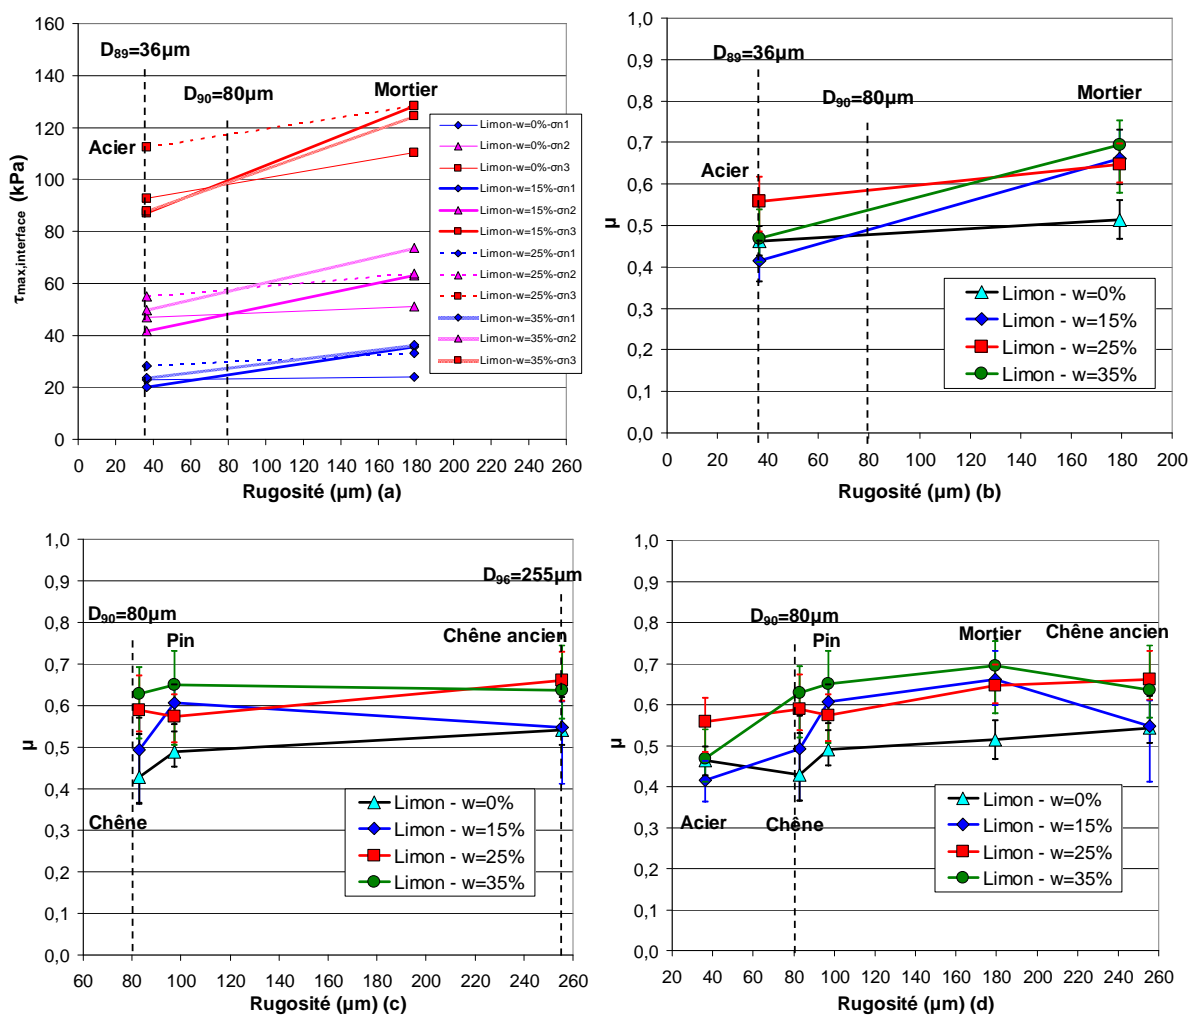 160
140
120
100
80
60
40
20
0
τmax,interface (kPa)
D89=36µm
D90=80µm
Mortier
Acier
Limon-w=0%-σn1
Limon-w=0%-σn2
Limon-w=0%-σn3
Limon-w=15%-σn1
Limon-w=15%-σn2
Limon-w=15%-σn3
Limon-w=25%-σn1
Limon-w=25%-σn2
Limon-w=25%-σn3
Limon-w=35%-σn1
Limon-w=35%-σn2
Limon-w=35%-σn3
0 20 40 60 80 100 120 140 160 180 200 220 240 260
Rugosité (µm) (a)
1,0
0,9
0,8
0,7
0,6
0,5
0,4
0,3
0,2
0,1
0,0
µ
D89=36µm
D90=80µm
Mortier
Acier
Limon - w=0%
Limon - w=15%
Limon - w=25%
Limon - w=35%
0 20 40 60 80 100 120 140 160 180 200
Rugosité (µm) (b)
1,0
0,9
0,8
0,7
0,6
0,5
0,4
0,3
0,2
0,1
0,0
µ
D96=255µm
D90=80µm
Pin
Chêne ancien
Chêne
Limon - w=0%
Limon - w=15%
Limon - w=25%
Limon - w=35%
60 80 100 120 140 160 180 200 220 240 260
Rugosité (µm) (c)
1,0
0,9
0,8
0,7
0,6
0,5
0,4
0,3
0,2
0,1
0,0
µ
D90=80µm
Pin
Mortier
Chêne ancien
Acier
Chêne
Limon - w=0%
Limon - w=15%
Limon - w=25%
Limon - w=35%
20 40 60 80 100 120 140 160 180 200 220 240 260
Rugosité (µm) (d)